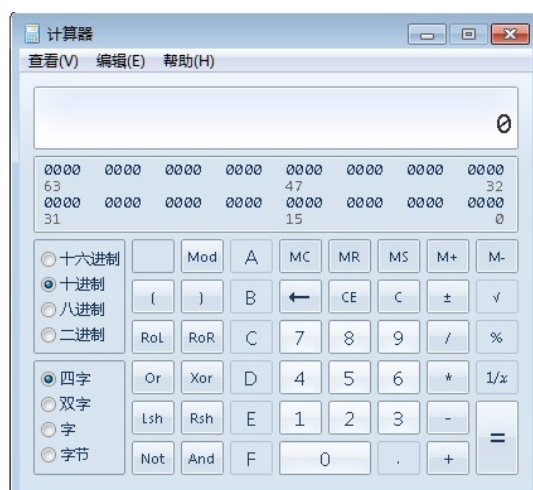 计算器
查看(V) 编辑(E) 帮助(H)
0
0000 0000 0000 0000 0000 0000 0000 0000
63 47 32
0000 0000 0000 0000 0000 0000 0000 0000
31 15 0
十六进制 Mod A MC MR MS M+ M-
十进制 ( ) B ← CE C ± √
八进制
二进制 RoL RoR C 7 8 9 / %
四字 Or Xor D 4 5 6 * 1/x
双字
字 Lsh Rsh E 1 2 3 - =
字节 Not And F 0 . +